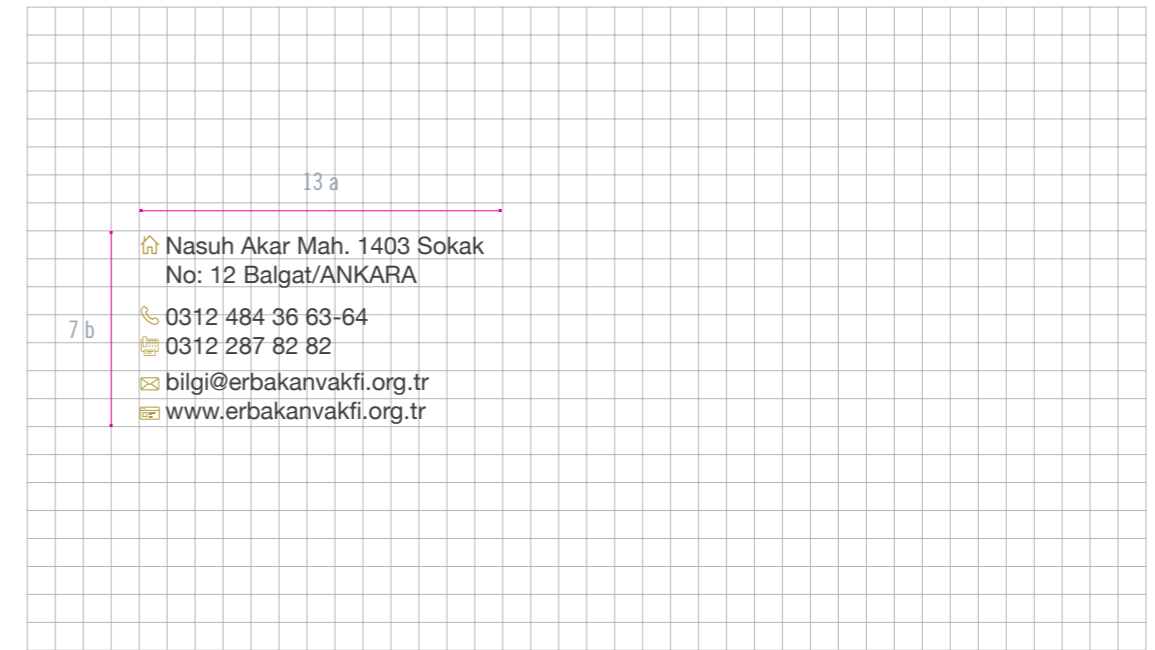 13 a
Nasuh Akar Mah. 1403 Sokak
No: 12 Balgat/ANKARA
7 b
0312 484 36 63-64
0312 287 82 82
bilgi@erbakanvakfi.org.tr
www.erbakanvakfi.org.tr